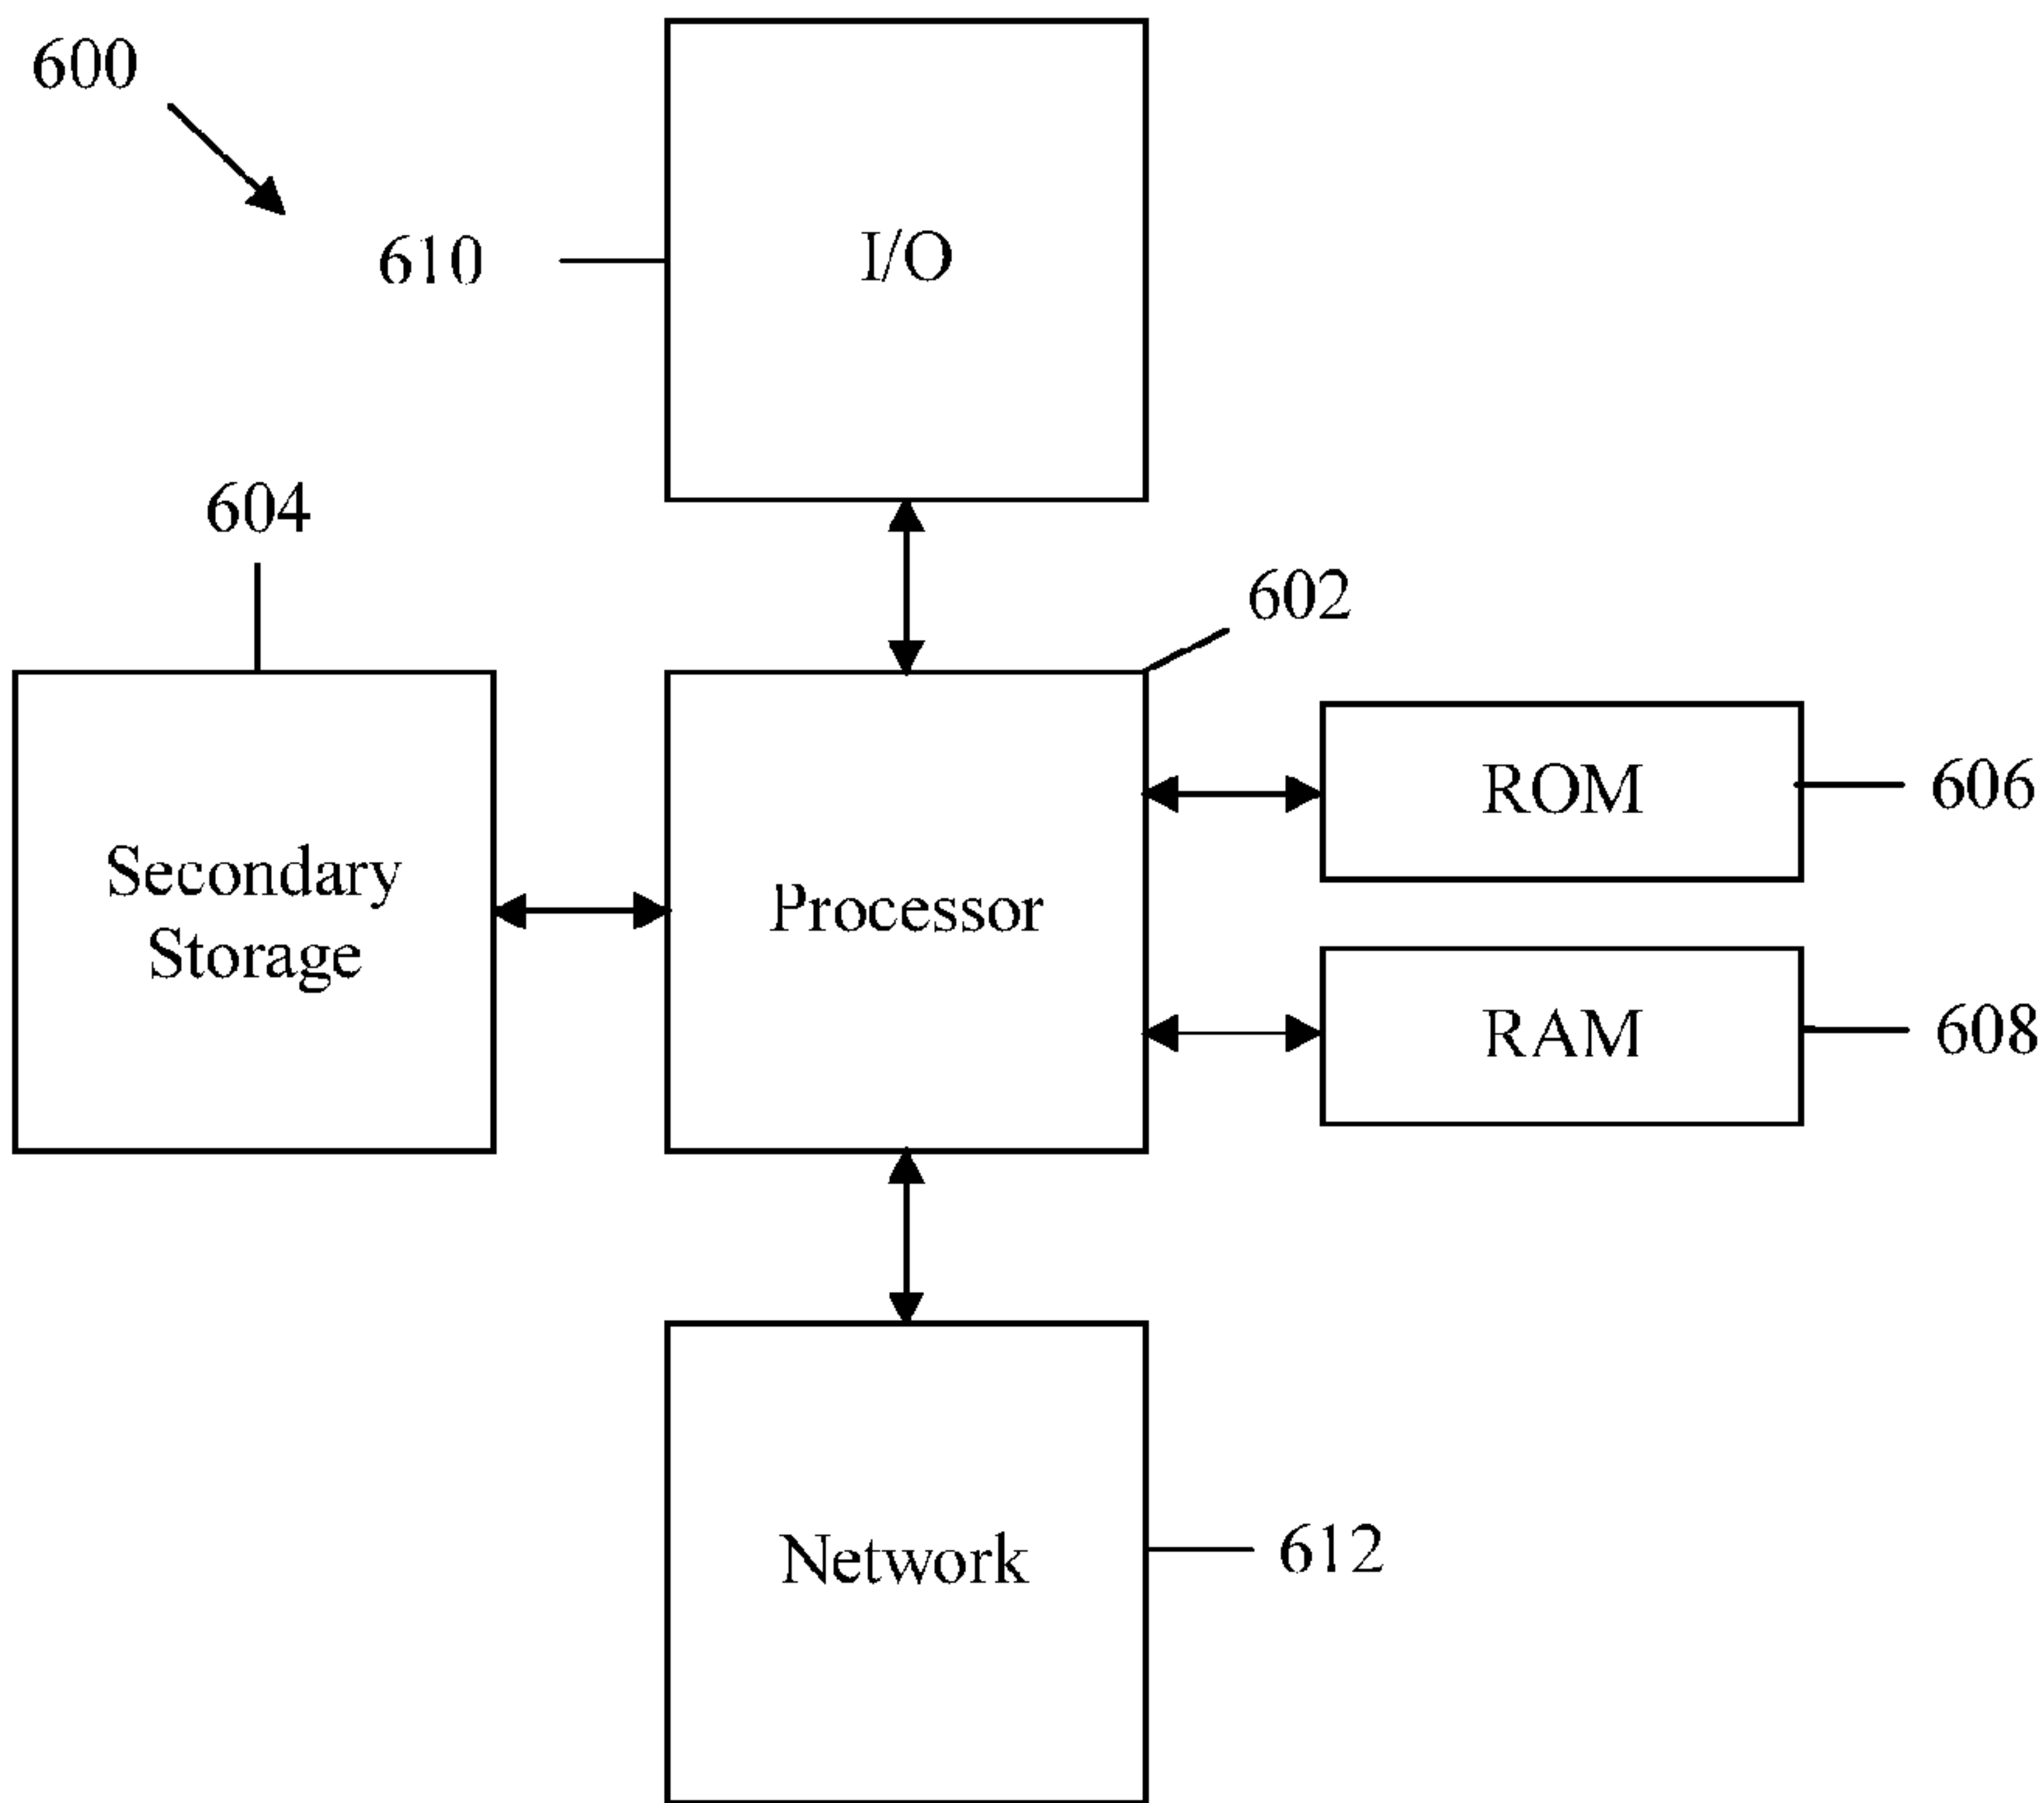 600
610
I/O
604
602
ROM
606
Secondary
Storage
Processor
RAM
608
Network
612